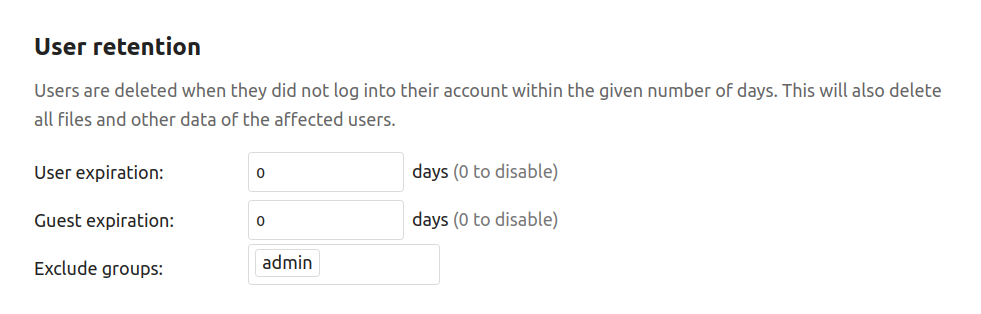 User retention
Users are deleted when they did not log into their account within the given number of days. This will also delete
all files and other data of the affected users.
User expiration: 0 days (0 to disable)
Guest expiration: 0 days (0 to disable)
Exclude groups: admin